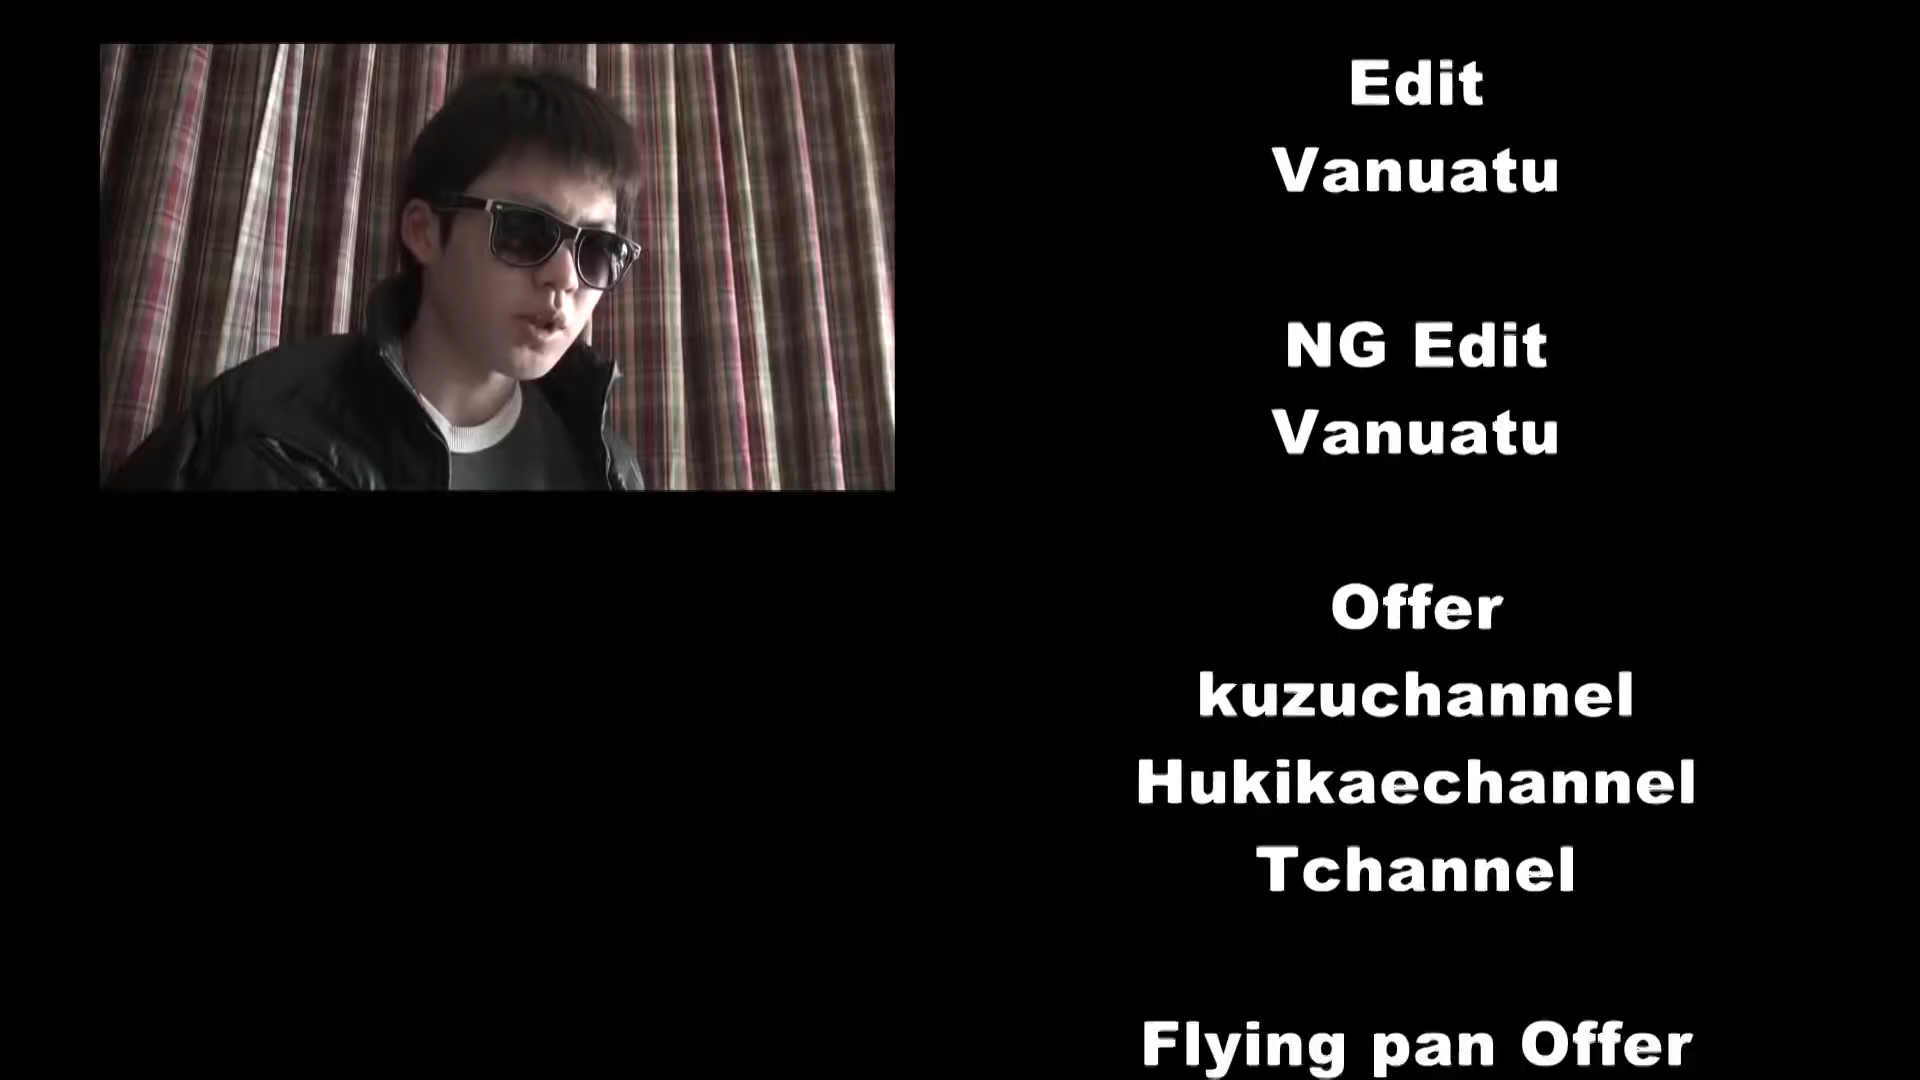 Edit
Vanuatu
NG Edit
Vanuatu
Offer
kuzuchannel
Hukikaechannel
Tchannel
Flying pan Offer